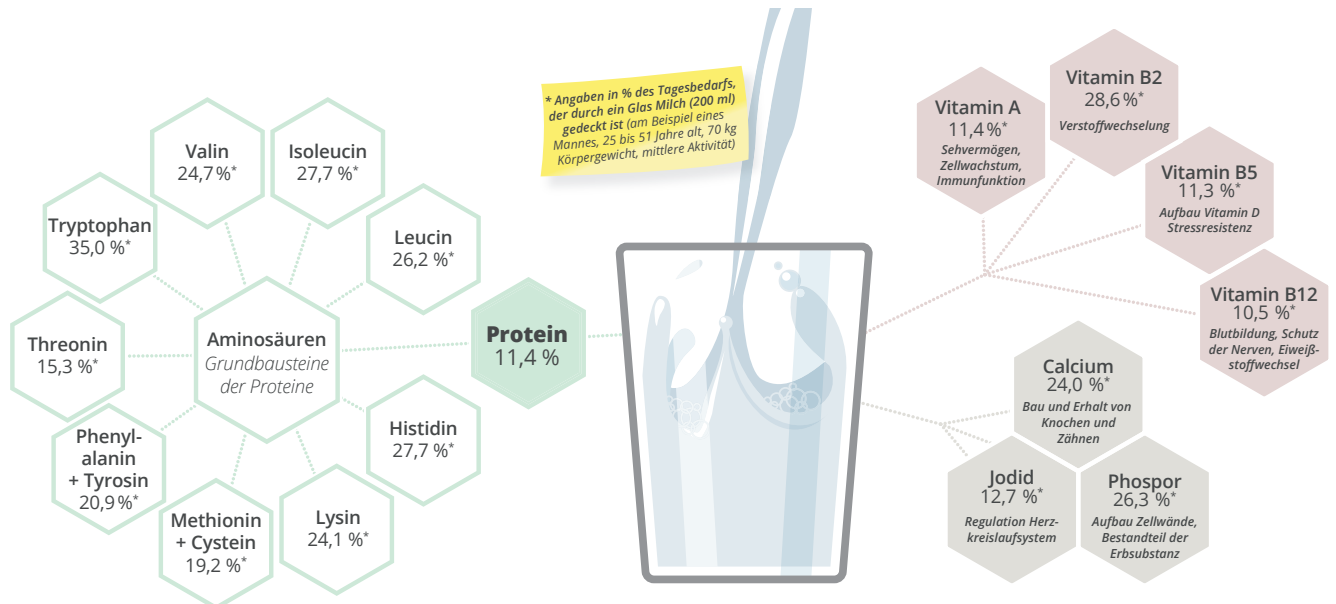 * Angaben in % des Tagesbedarfs,
der durch ein Glas Milch (200 ml)
gedeckt ist (am Beispiel eines
Mannes, 25 bis 51 Jahre alt, 70 kg
Körpergewicht, mittlere Aktivität)
Valin
24,7 %*
Isoleucin
27,7 %*
Tryptophan
35,0 %*
Leucin
26,2 %*
Threonin
15,3 %*
Aminosäuren
Grundbausteine
der Proteine
Protein
11,4 %
Phenyl-
alanin
+ Tyrosin
20,9 %*
Histidin
27,7 %*
Methionin
+ Cystein
19,2 %*
Lysin
24,1 %*
Vitamin A
11,4 %*
Sehvermögen,
Zellwachstum,
Immunfunktion
Vitamin B2
28,6 %*
Verstoffwechselung
Vitamin B5
11,3 %*
Aufbau Vitamin D
Stressresistenz
Vitamin B12
10,5 %*
Blutbildung, Schutz
der Nerven, Eiweiß-
stoffwechsel
Calcium
24,0 %*
Bau und Erhalt von
Knochen und
Zähnen
Jodid
12,7 %*
Regulation Herz-
kreislaufsystem
Phospor
26,3 %*
Aufbau Zellwände,
Bestandteil der
Erbsubstanz